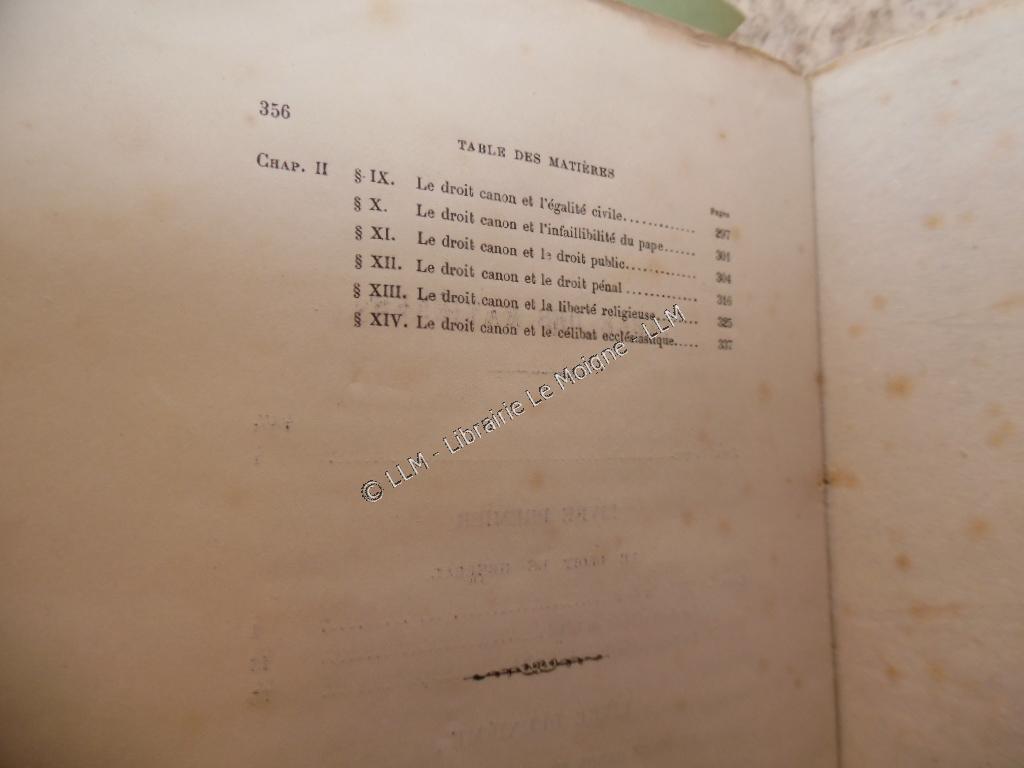 356
TABLE DES MATIÈRES
Pages
CHAP. II § IX. Le droit canon et l'égalité civile............ 297
§ X. Le droit canon et l'infaillibilité du pape...... 301
§ XI. Le droit canon et le droit public............ 304
§ XII. Le droit canon et le droit pénal ............ 316
§ XIII. Le droit canon et la liberté religieuse........ 325
§ XIV. Le droit canon et le célibat ecclésiastique..... 337
© LLM - Librairie Le Moigne - LLM